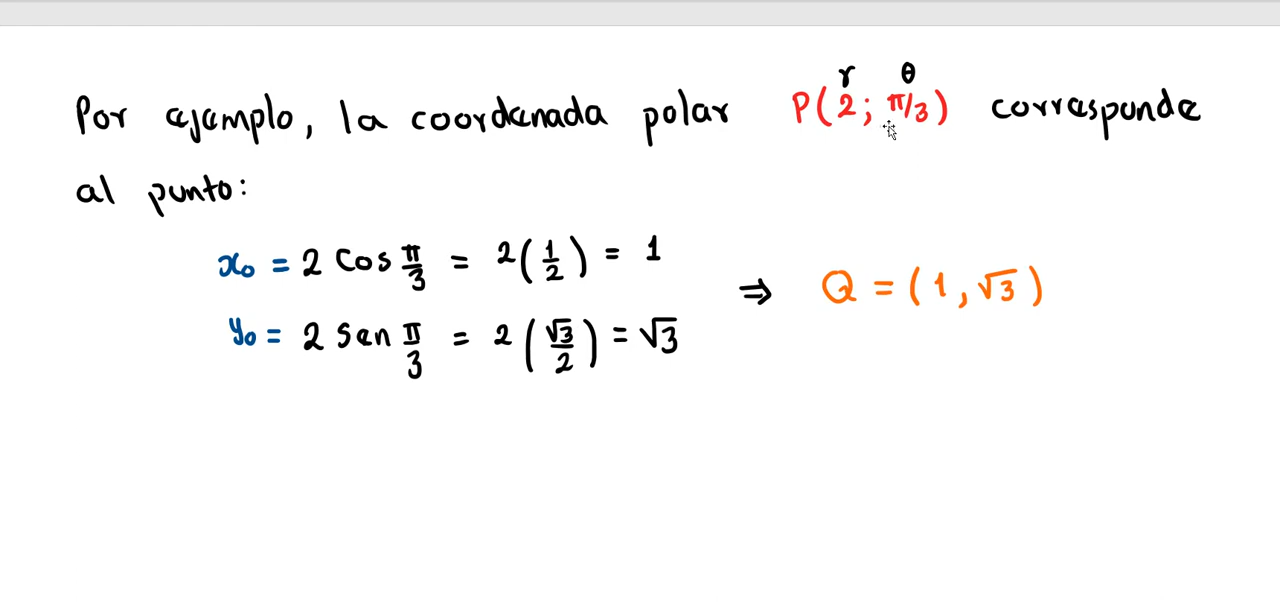 r θ
Por ejemplo, la coordenada polar P(2; π/3) corresponde
al punto:
x₀ = 2 cos π/3 = 2(1/2) = 1
⇒ Q = (1, √3)
y₀ = 2 sen π/3 = 2(√3/2) = √3